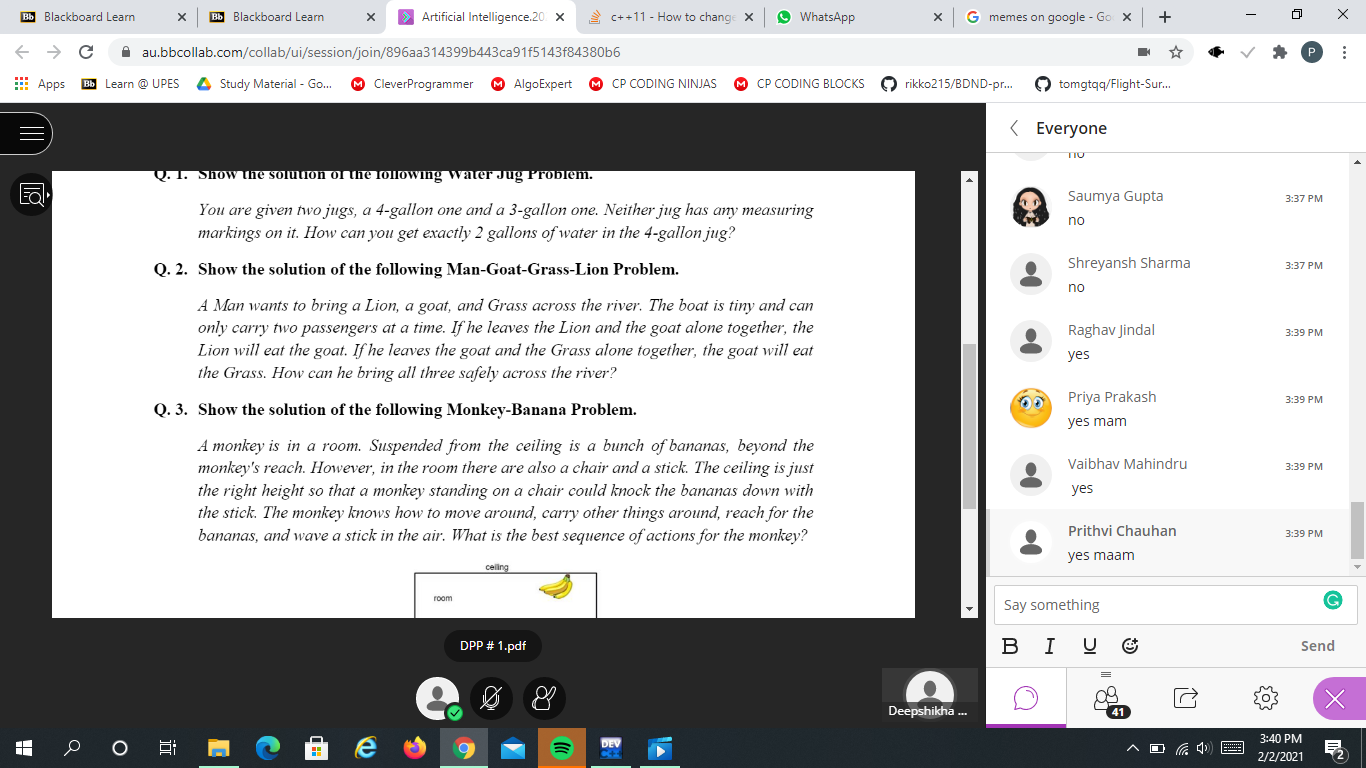 Blackboard Learn
Blackboard Learn
Artificial Intelligence.20
c++11 - How to change
WhatsApp
memes on google - Go
au.bbcollab.com/collab/ui/session/join/896aa314399b443ca91f5143f84380b6
P
Apps
Bb Learn @ UPES
Study Material - Go...
CleverProgrammer
AlgoExpert
CP CODING NINJAS
CP CODING BLOCKS
rikko215/BDND-pr...
tomgtqq/Flight-Sur...
Q. 1. Show the solution of the following Water Jug Problem.
You are given two jugs, a 4-gallon one and a 3-gallon one. Neither jug has any measuring
markings on it. How can you get exactly 2 gallons of water in the 4-gallon jug?
Q. 2. Show the solution of the following Man-Goat-Grass-Lion Problem.
A Man wants to bring a Lion, a goat, and Grass across the river. The boat is tiny and can
only carry two passengers at a time. If he leaves the Lion and the goat alone together, the
Lion will eat the goat. If he leaves the goat and the Grass alone together, the goat will eat
the Grass. How can he bring all three safely across the river?
Q. 3. Show the solution of the following Monkey-Banana Problem.
A monkey is in a room. Suspended from the ceiling is a bunch of bananas, beyond the
monkey's reach. However, in the room there are also a chair and a stick. The ceiling is just
the right height so that a monkey standing on a chair could knock the bananas down with
the stick. The monkey knows how to move around, carry other things around, reach for the
bananas, and wave a stick in the air. What is the best sequence of actions for the monkey?
ceiling
room
DPP # 1.pdf
Deepshikha ...
Everyone
no
Saumya Gupta
3:37 PM
no
Shreyansh Sharma
3:37 PM
no
Raghav Jindal
3:39 PM
yes
Priya Prakash
3:39 PM
yes mam
Vaibhav Mahindru
3:39 PM
yes
Prithvi Chauhan
3:39 PM
yes maam
Say something
B I U
Send
41
DEV
3:40 PM
2/2/2021
2